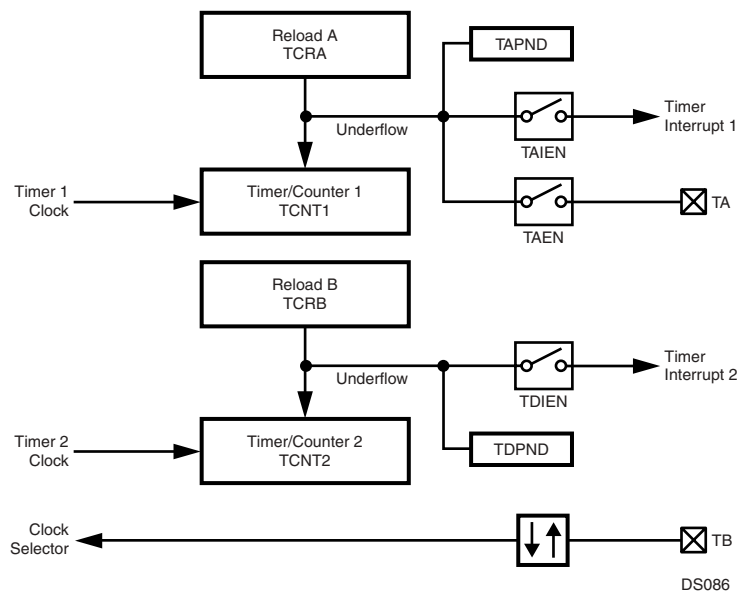 Reload A
TCRA
TAPND
Underflow
TAIEN
Timer
Interrupt 1
Timer 1
Clock
Timer/Counter 1
TCNT1
TAEN
TA
Reload B
TCRB
Underflow
TDIEN
Timer
Interrupt 2
Timer 2
Clock
Timer/Counter 2
TCNT2
TDPND
Clock
Selector
TB
DS086